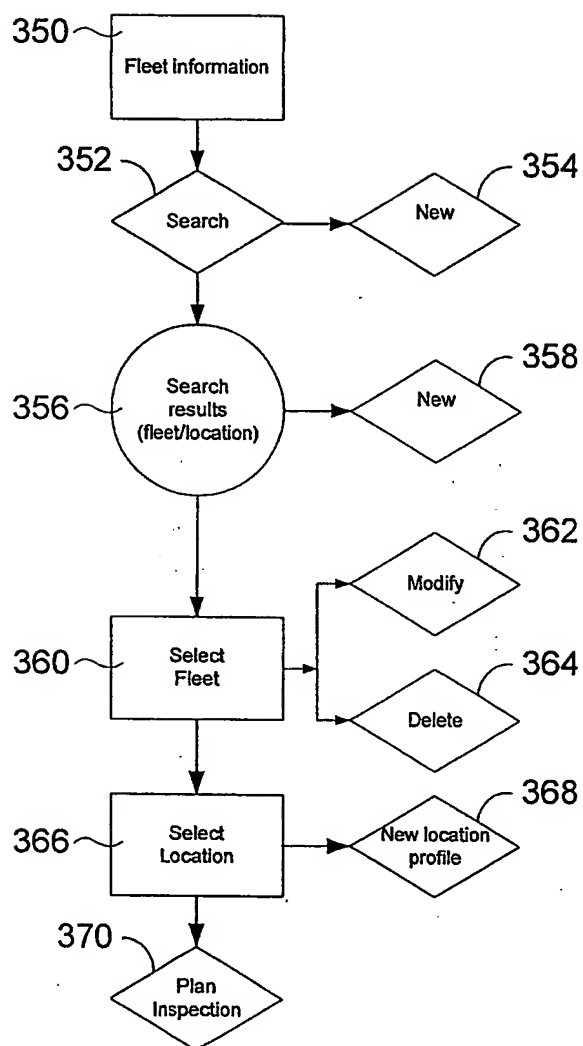 350
Fleet information
352
354
Search
New
356
Search
results
(fleet/location)
358
New
362
Modify
360
Select
Fleet
364
Delete
366
Select
Location
368
New location
profile
370
Plan
Inspection